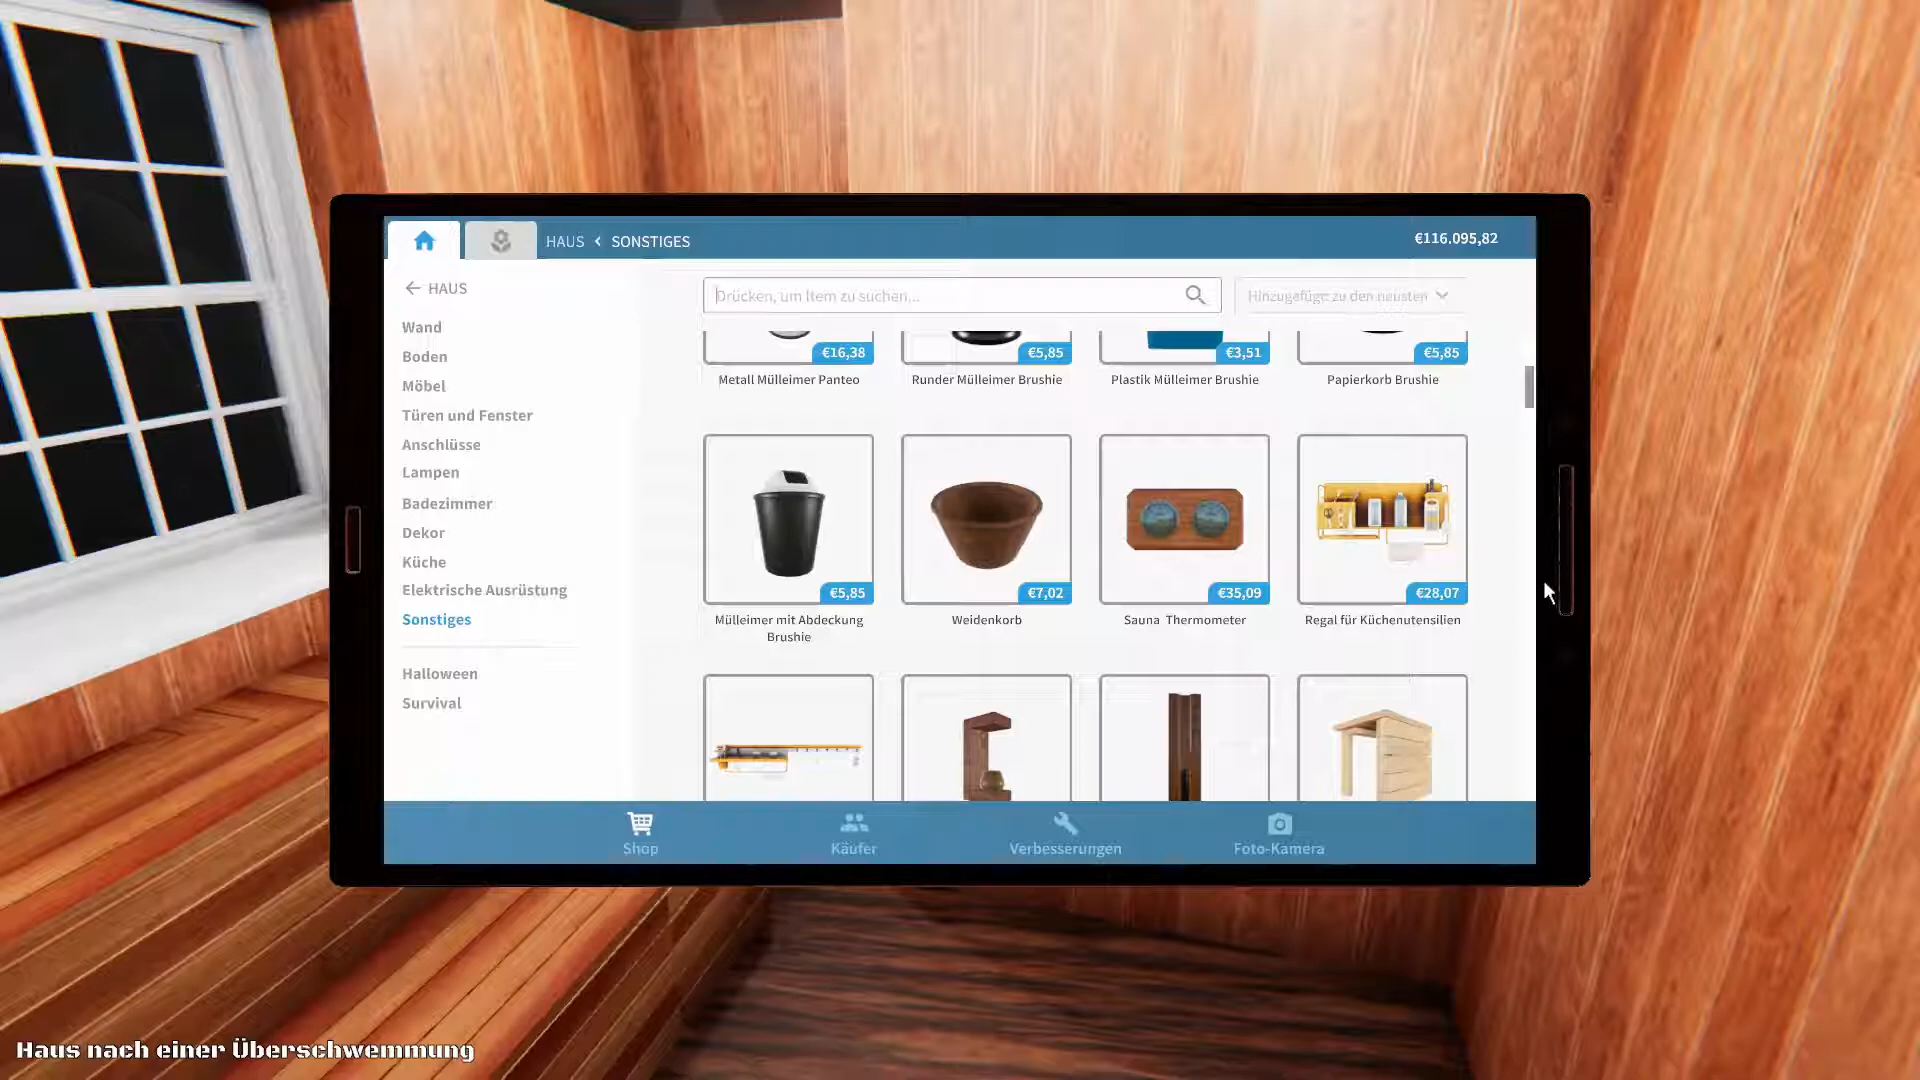 HAUS < SONSTIGES
€116.095,82
HAUS
Drücken, um Item zu suchen...
Hinzugefügt: zu den neusten
Wand
Boden
Möbel
Türen und Fenster
Anschlüsse
Lampen
Badezimmer
Dekor
Küche
Elektrische Ausrüstung
Sonstiges
Halloween
Survival
€16,38
€5,85
€3,51
€5,85
Metall Mülleimer Panteo
Runder Mülleimer Brushie
Plastik Mülleimer Brushie
Papierkorb Brushie
€5,85
€7,02
€35,09
€28,07
Mülleimer mit Abdeckung
Brushie
Weidenkorb
Sauna Thermometer
Regal für Küchenutensilien
Shop
Käufer
Verbesserungen
Foto-Kamera
Haus nach einer Überschwemmung